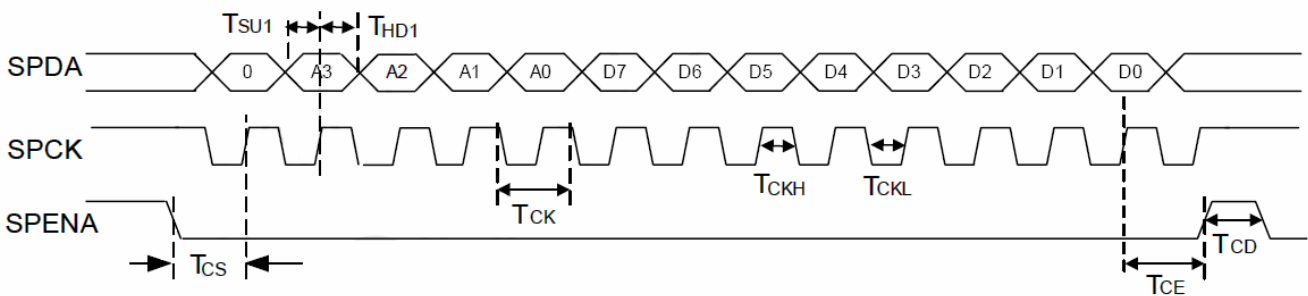 TSU1 THD1
SPDA 0 A3 A2 A1 A0 D7 D6 D5 D4 D3 D2 D1 D0
SPCK
TCKH TCKL
TCK
SPENA
TCS TCD
TCE